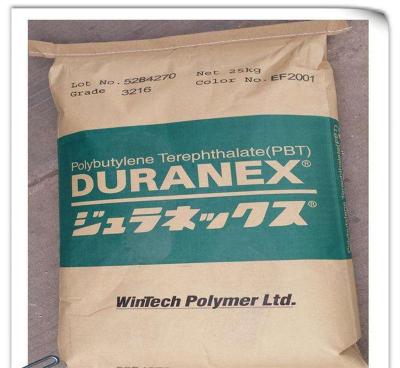 Lot No. 5284270 Net 25kg
Grade 3216 Color No. EF2001
Polybutylene Terephthalate(PBT)
DURANEX®
ジュラネックス®
WinTech Polymer Ltd.